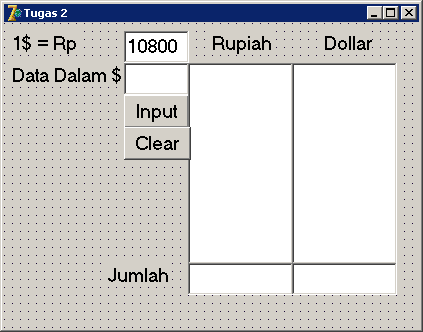 Tugas 2
1$ = Rp 10800 Rupiah Dollar
Data Dalam $
Input
Clear
Jumlah